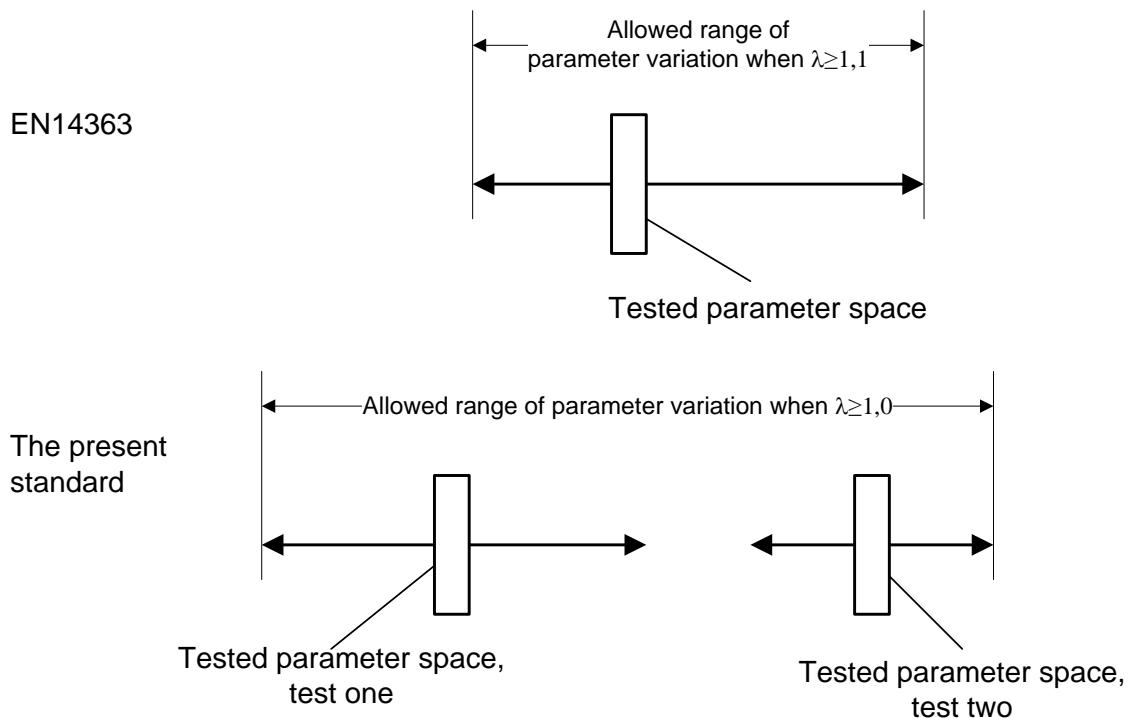 Allowed range of
parameter variation when λ≥1,1
EN14363
Tested parameter space
Allowed range of parameter variation when λ≥1,0
The present
standard
Tested parameter space,
test one
Tested parameter space,
test two